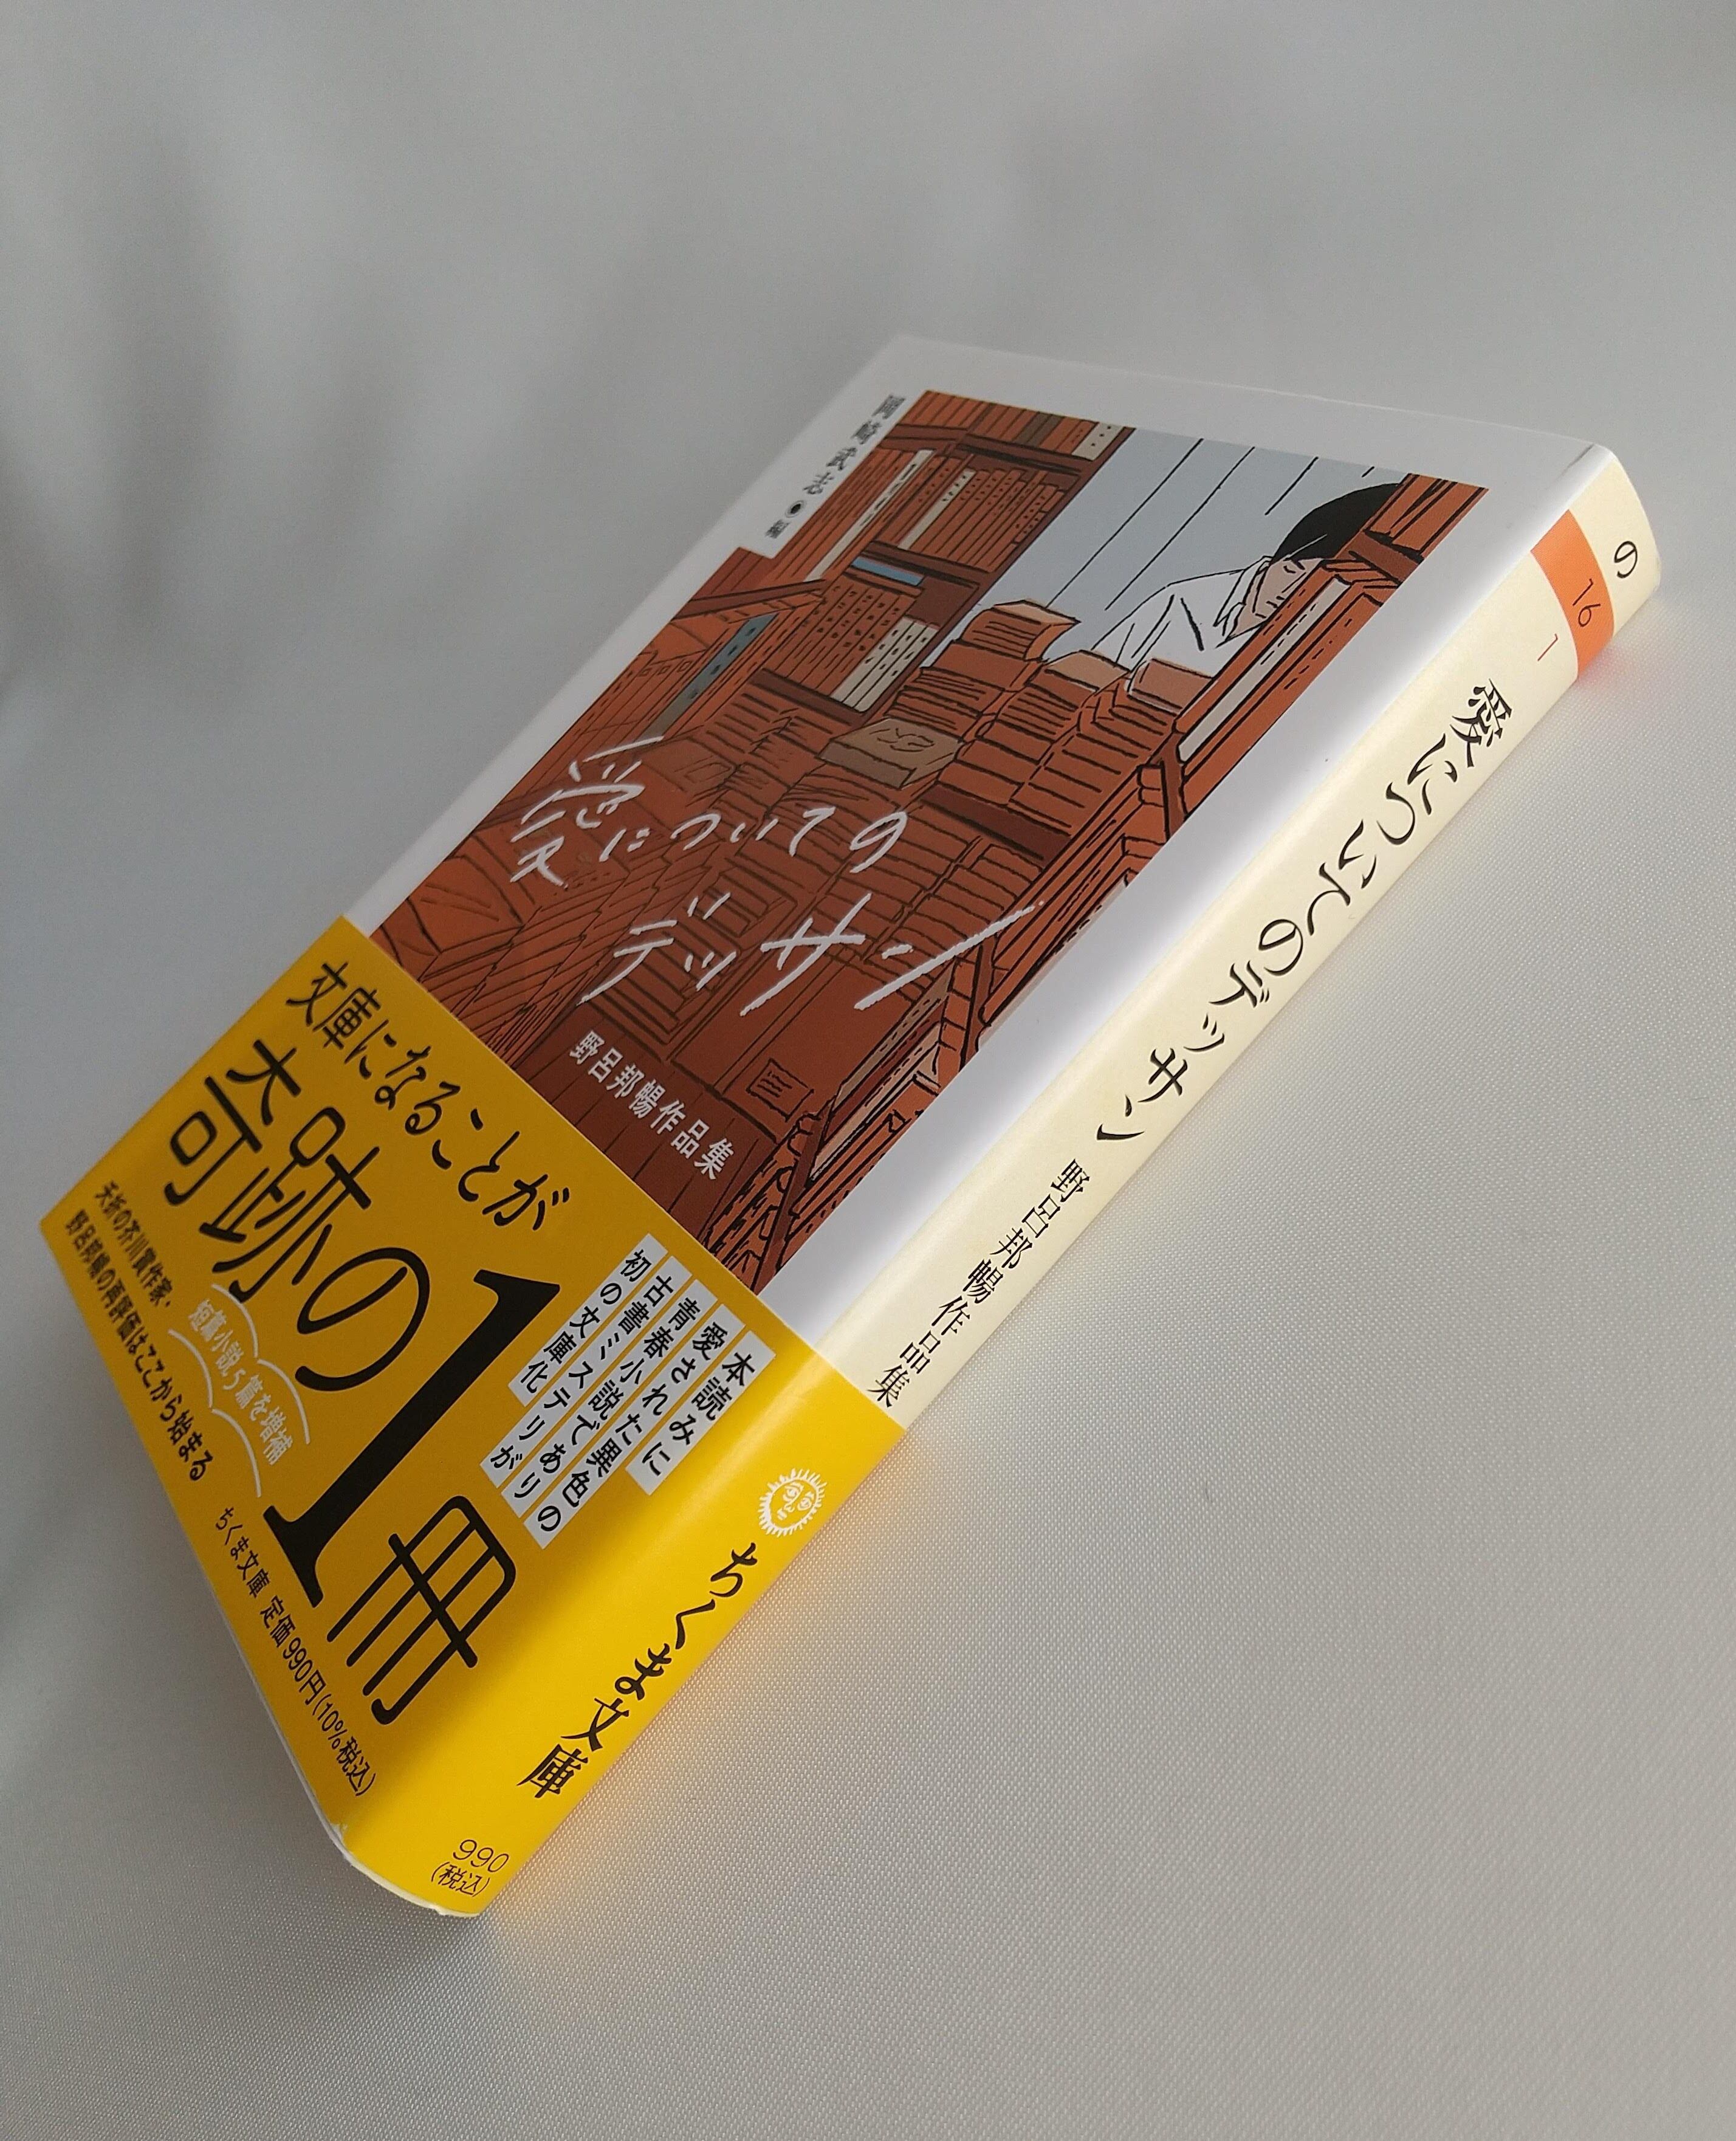 岡崎武志●編
愛についての
デッサン
野呂邦暢作品集
文庫になることが
奇跡の1冊
本読みに
愛された異色の
青春小説であり
古書ミステリが
初の文庫化
短篇小説5篇を増補
夭折の芥川賞作家・
野呂邦暢の再評価はここから始まる
ちくま文庫 定価990円(10%税込)
の
16
1
愛についてのデッサン 野呂邦暢作品集
ちくま文庫
990
(税込)